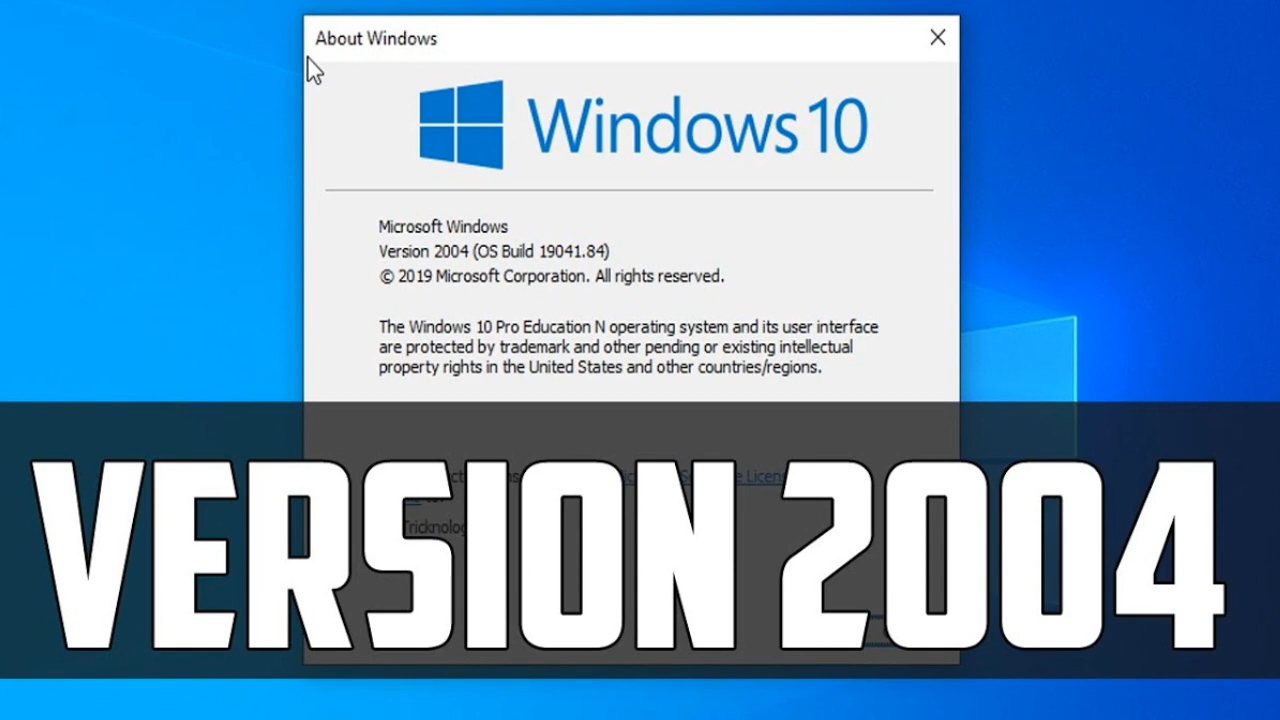 About Windows
Windows 10
Microsoft Windows
Version 2004 (OS Build 19041.84)
© 2019 Microsoft Corporation. All rights reserved.
The Windows 10 Pro Education N operating system and its user interface
are protected by trademark and other pending or existing intellectual
property rights in the United States and other countries/regions.
VERSION 2004